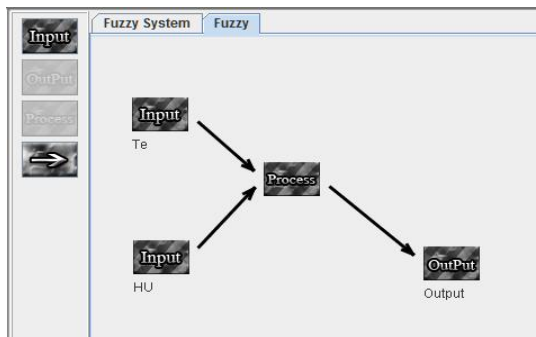 Input
OutPut
Process
Fuzzy System
Fuzzy
Input
Te
Process
Input
HU
OutPut
Output